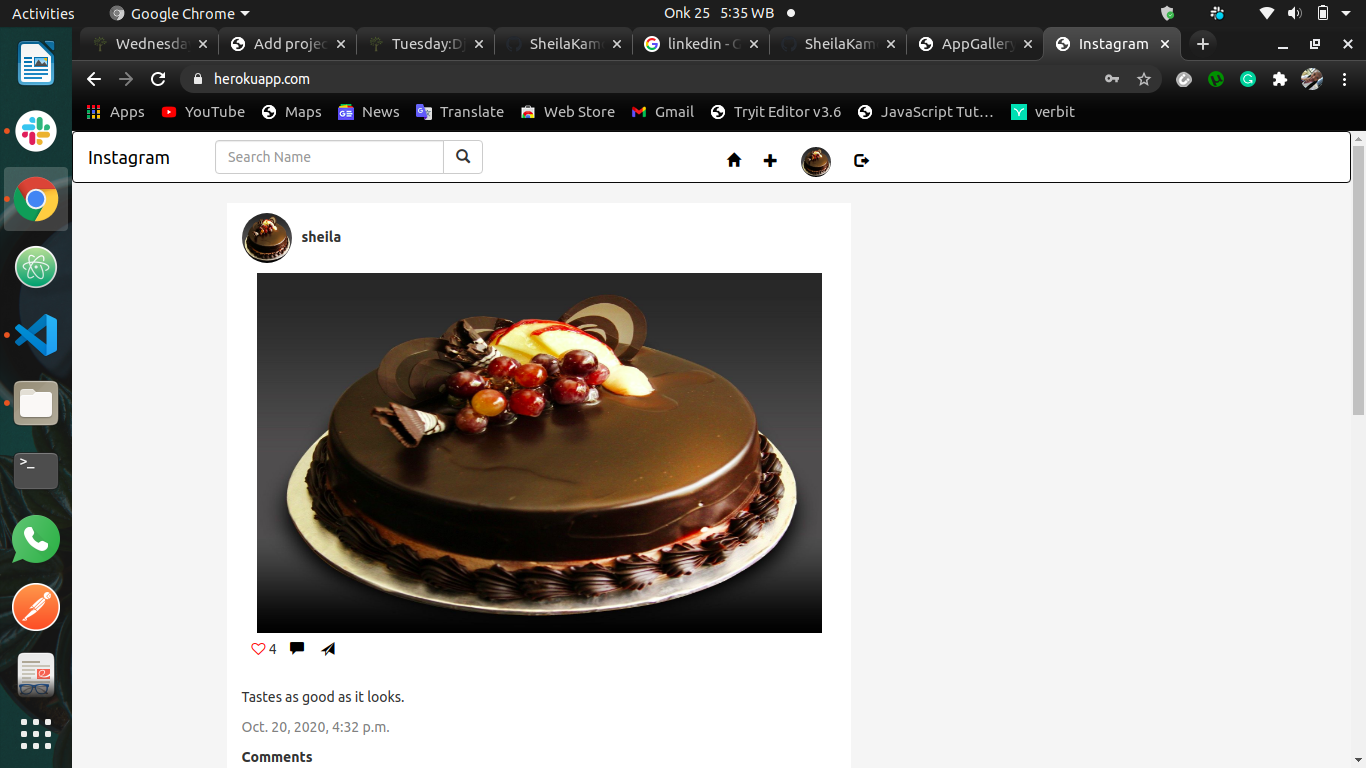 Activities Google Chrome Onk 25 5:35 WB
Wednesda Add projec Tuesday:Dj SheilaKam linkedin - G SheilaKam AppGallery Instagram
herokuapp.com
Apps YouTube Maps News Translate Web Store Gmail Tryit Editor v3.6 JavaScript Tut… verbit
Instagram Search Name
sheila
4
Tastes as good as it looks.
Oct. 20, 2020, 4:32 p.m.
Comments